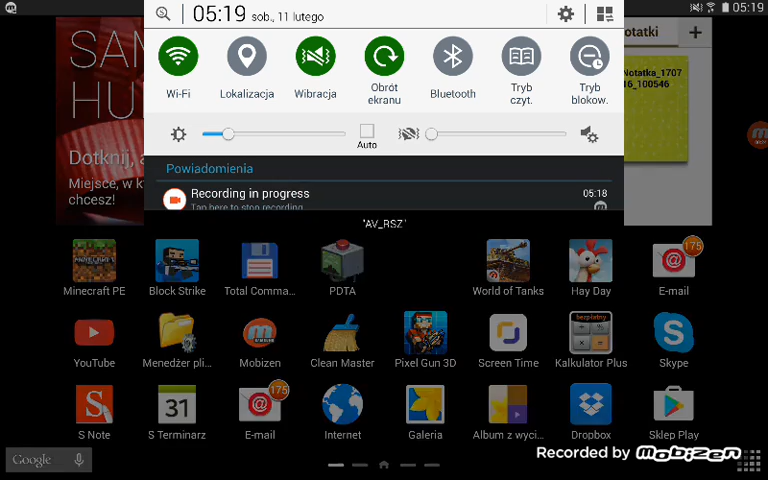 05:19 sob., 11 lutego
05:19
Wi-Fi
Lokalizacja
Wibracja
Obrót
ekranu
Bluetooth
Tryb
czyt.
Tryb
blokow.
Auto
Powiadomienia
Recording in progress
05:18
Tap here to stop recording
"AV_RSZ"
SAM
HU
Dotknij, a
Miejsce, w k
chcesz!
otatki
Notatka_1707
16_100546
Minecraft PE
Block Strike
Total Comma...
PDTA
World of Tanks
Hay Day
175
E-mail
YouTube
Menedżer pli...
Mobizen
Clean Master
Pixel Gun 3D
Screen Time
bezpłatny
Kalkulator Plus
Skype
S Note
31
S Terminarz
175
E-mail
Internet
Galeria
Album z wyci...
Dropbox
Sklep Play
Google
Recorded by Mobizen